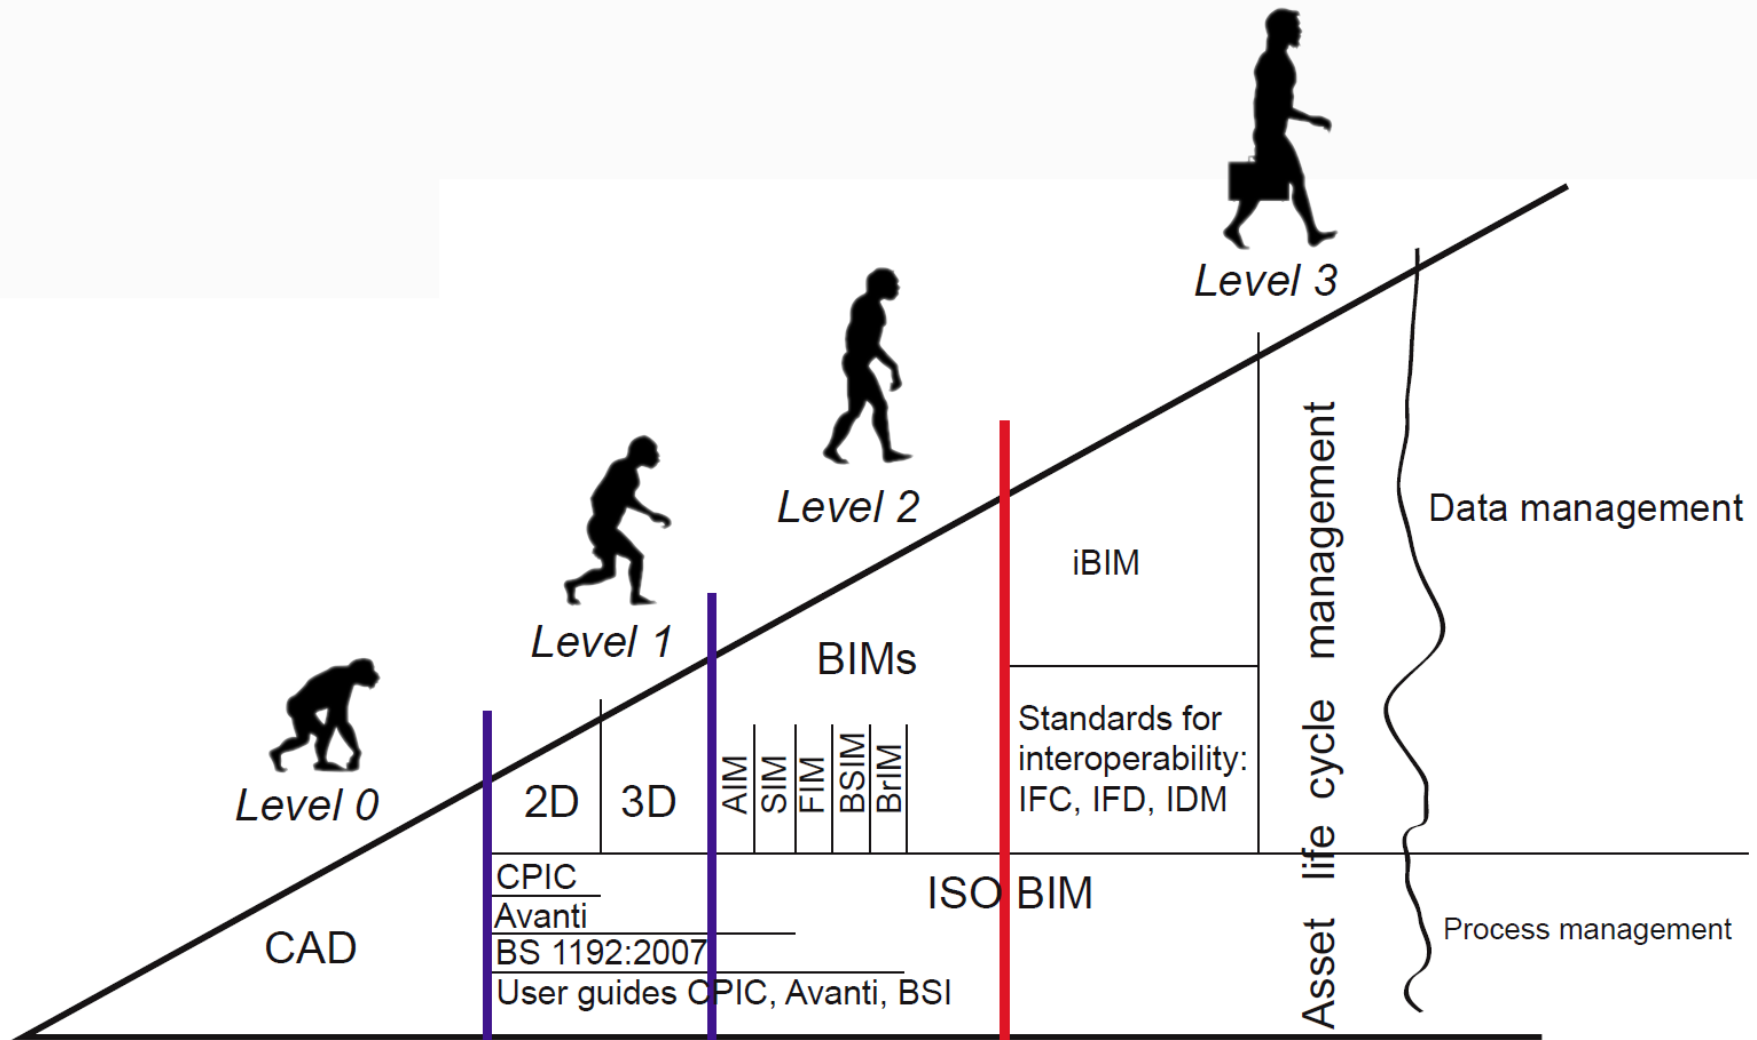 Level 3
Level 2
Level 1
Level 0
Data management
iBIM
BIMs
Standards for
interoperability:
IFC, IFD, IDM
2D
3D
AIM
SIM
FIM
BSIM
BrIM
Asset life cycle management
CPIC
ISO BIM
Avanti
Process management
CAD
BS 1192:2007
User guides CPIC, Avanti, BSI